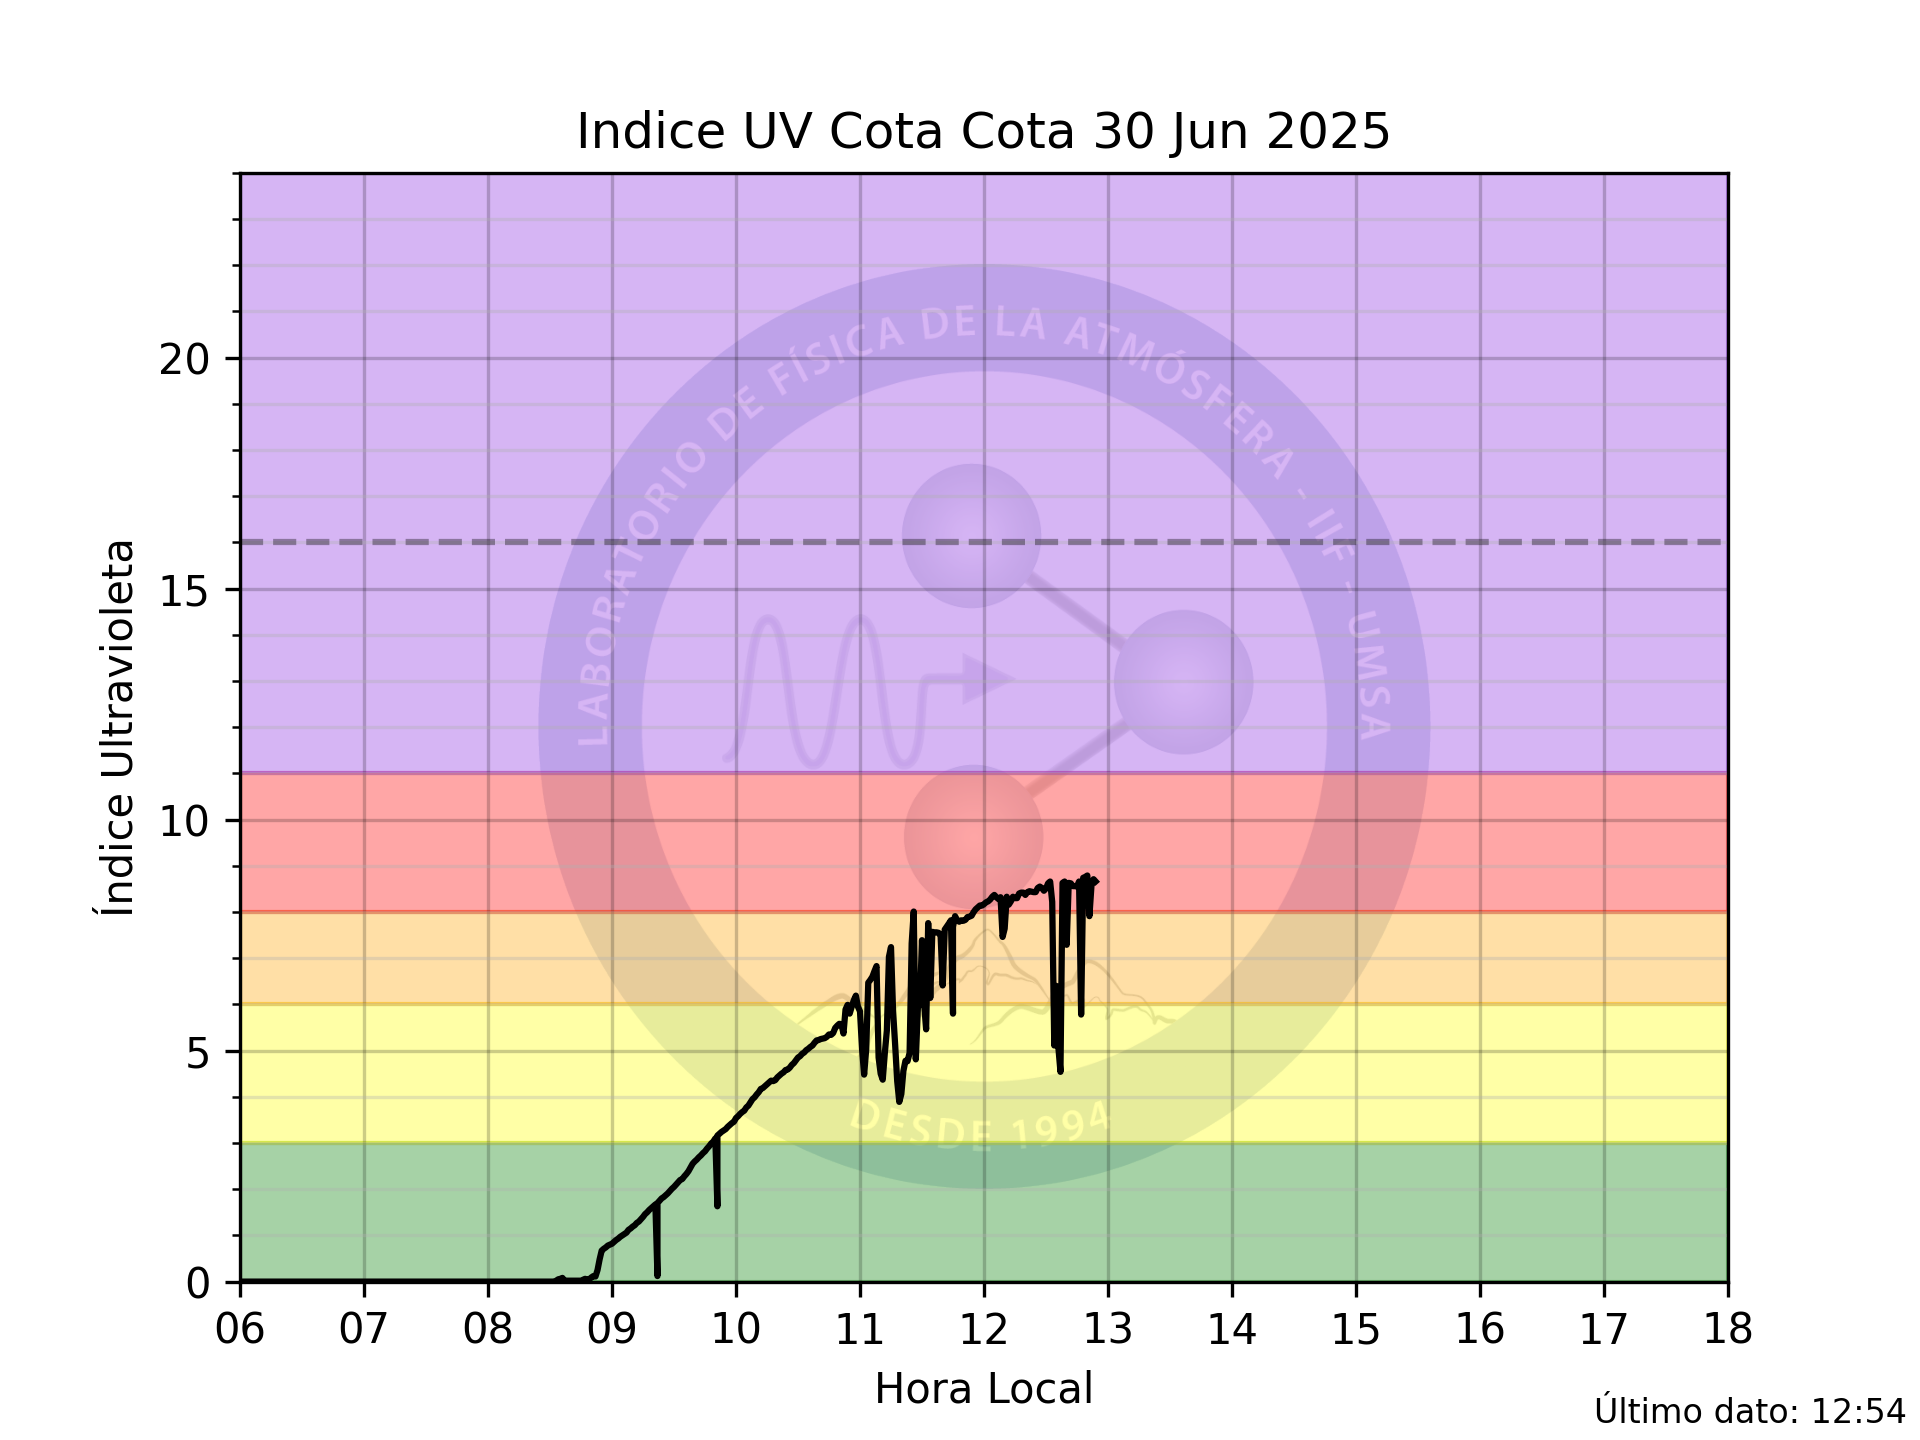 Indice UV Cota Cota 30 Jun 2025
LABORATORIO DE FÍSICA DE LA ATMÓSFERA - IIF - UMSA
DESDE 1994
Índice Ultravioleta
20
15
10
5
0
06 07 08 09 10 11 12 13 14 15 16 17 18
Hora Local
Último dato: 12:54